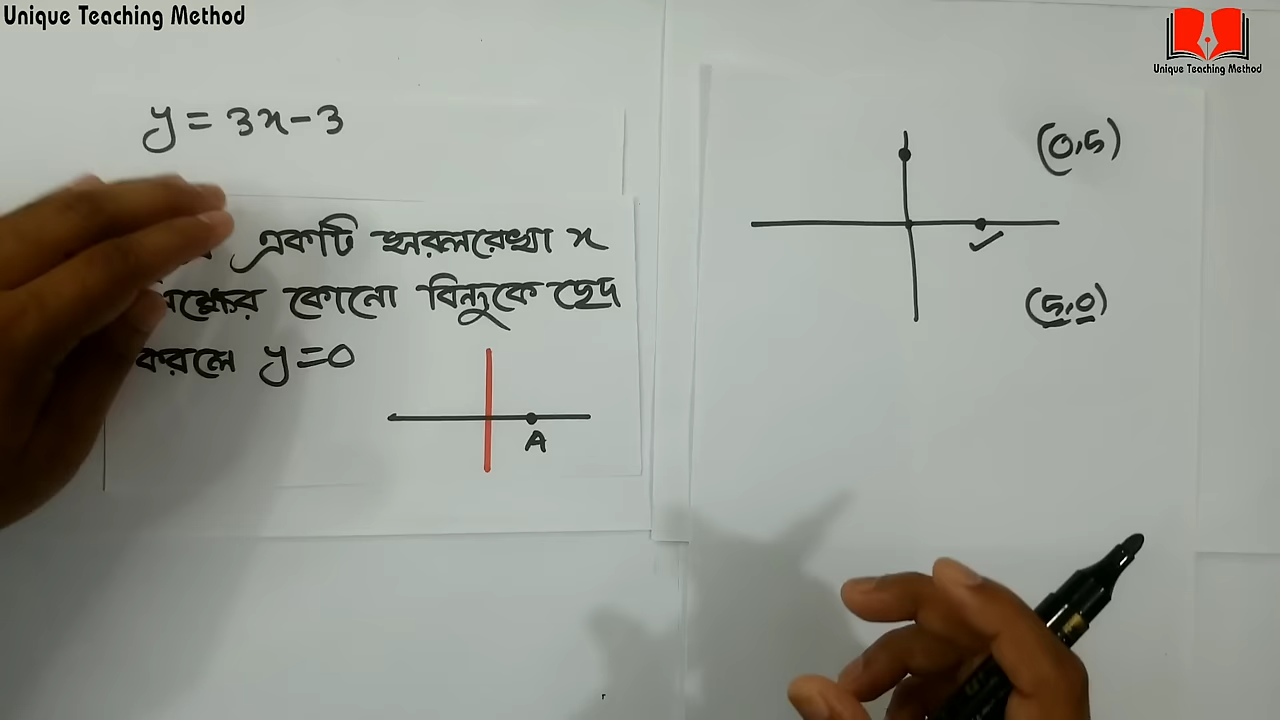 Unique Teaching Method
y = 3x - 3
একটি সরলরেখা x
কোনো বিন্দুকে ছেদ
করলে y = 0
A
(0,5)
(5,0)
Unique Teaching Method